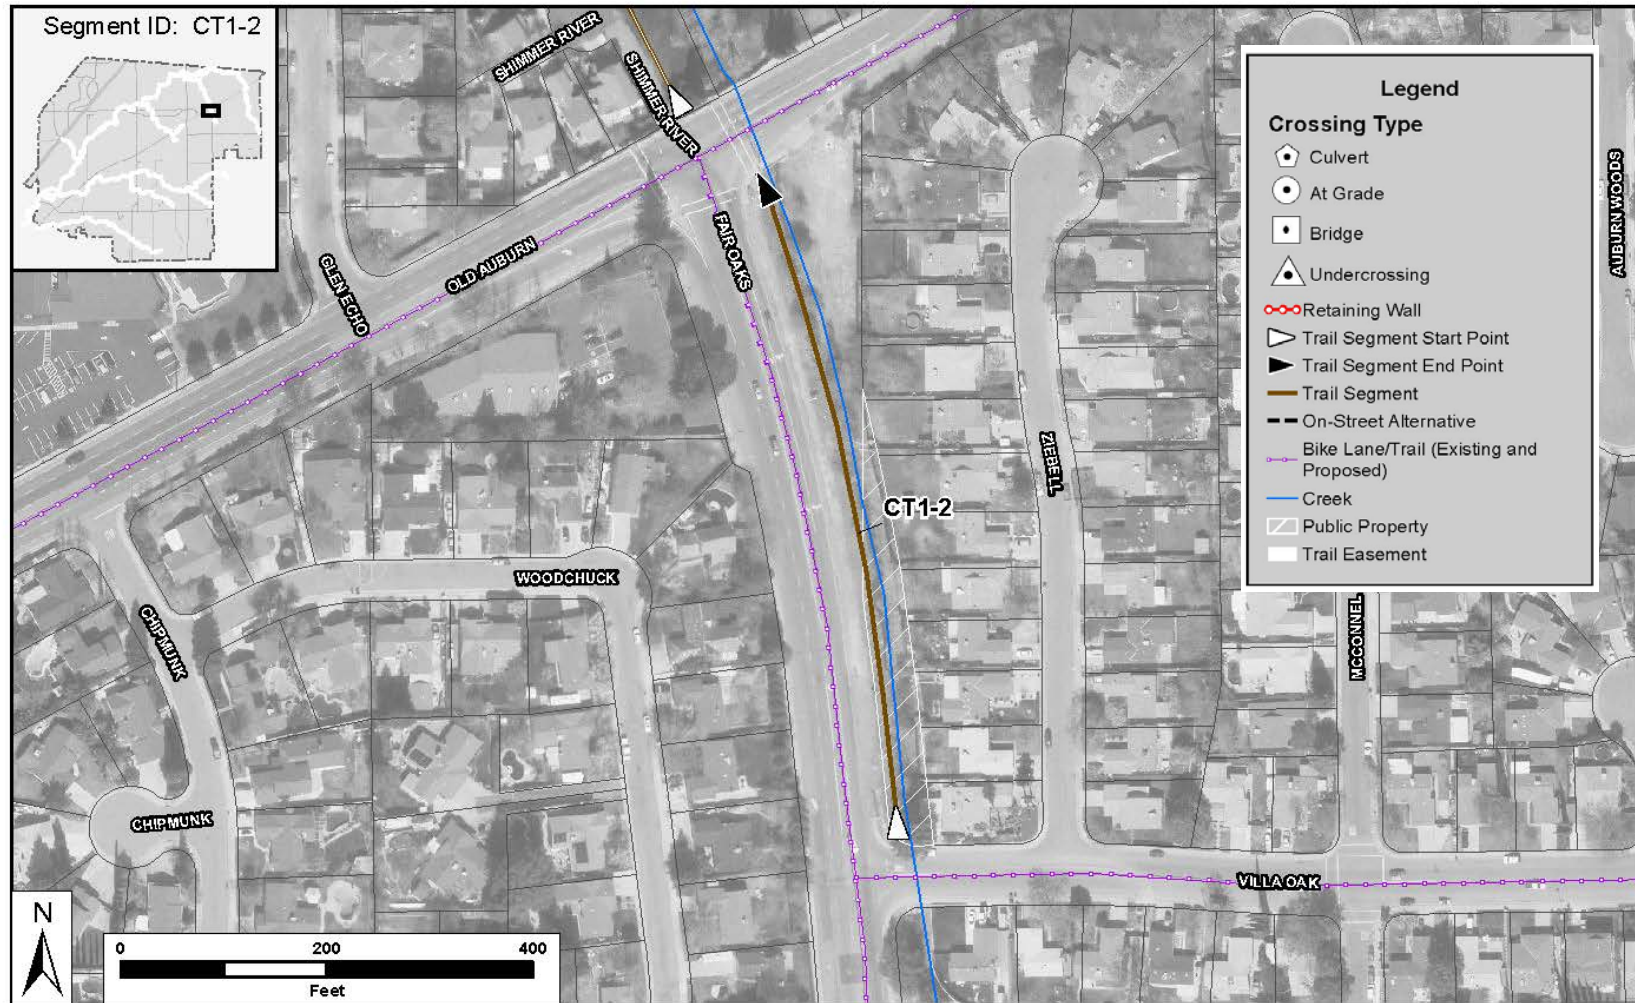 Segment ID: CT1-2
SHIMMER RIVER
SHIMMER RIVER
Legend
Crossing Type
Culvert
At Grade
Bridge
Undercrossing
Retaining Wall
Trail Segment Start Point
Trail Segment End Point
Trail Segment
On-Street Alternative
Bike Lane/Trail (Existing and
Proposed)
Creek
Public Property
Trail Easement
AUBURN WOODS
GLEN ECHO
OLD AUBURN
FAIR OAKS
ZIEBELL
CT1-2
WOODCHUCK
CHIPMUNK
MCCONNEL
CHIPMUNK
VILLA OAK
N
0 200 400
Feet